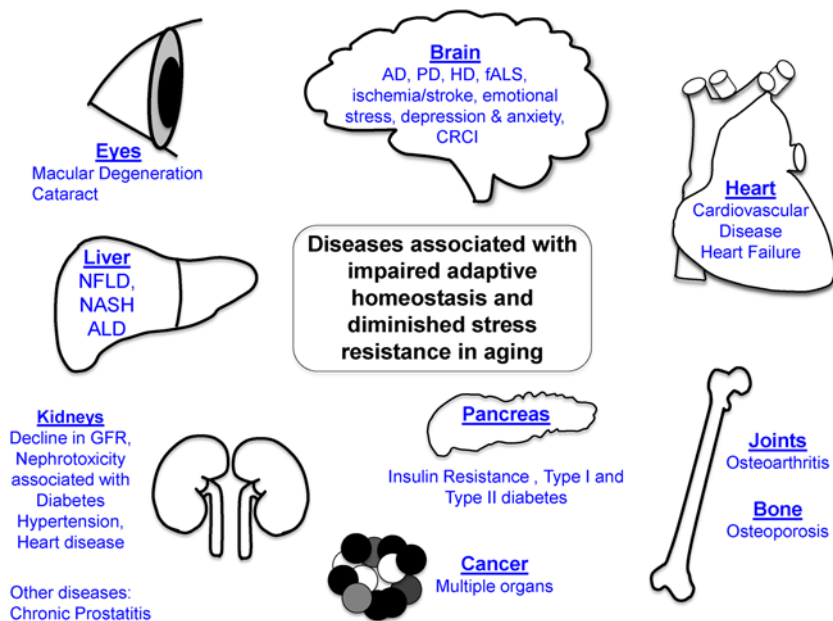 Eyes
Macular Degeneration
Cataract
Brain
AD, PD, HD, fALS,
ischemia/stroke, emotional
stress, depression & anxiety,
CRCI
Heart
Cardiovascular
Disease
Heart Failure
Liver
NFLD,
NASH
ALD
Diseases associated with
impaired adaptive
homeostasis and
diminished stress
resistance in aging
Kidneys
Decline in GFR,
Nephrotoxicity
associated with
Diabetes
Hypertension,
Heart disease
Pancreas
Insulin Resistance , Type I and
Type II diabetes
Joints
Osteoarthritis
Bone
Osteoporosis
Cancer
Multiple organs
Other diseases:
Chronic Prostatitis